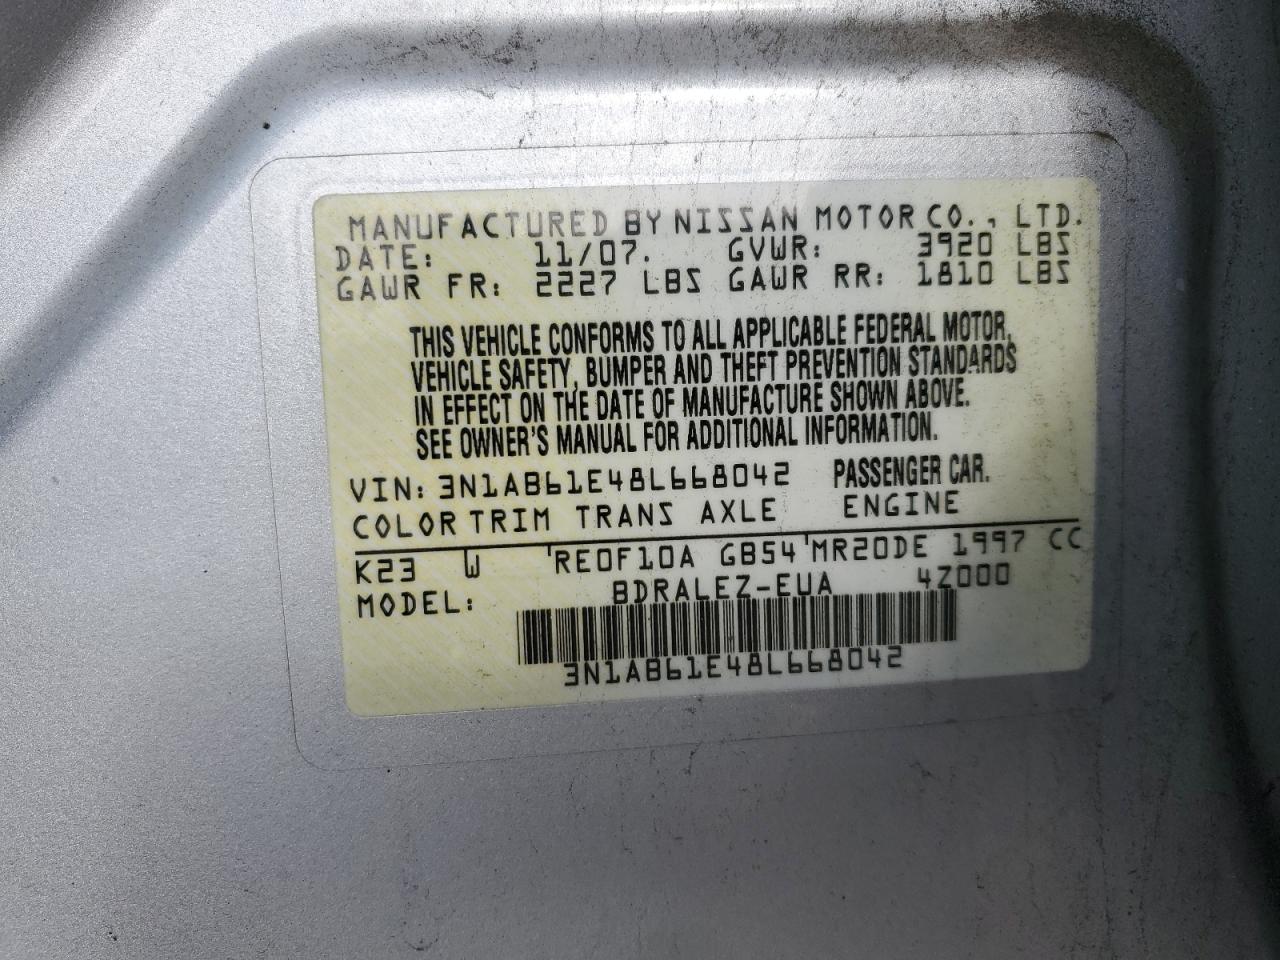 MANUFACTURED BY NISSAN MOTOR CO., LTD.
DATE: 11/07. GVWR: 3920 LBS
GAWR FR: 2227 LBS GAWR RR: 1810 LBS
THIS VEHICLE CONFORMS TO ALL APPLICABLE FEDERAL MOTOR,
VEHICLE SAFETY, BUMPER AND THEFT PREVENTION STANDARDS
IN EFFECT ON THE DATE OF MANUFACTURE SHOWN ABOVE.
SEE OWNER'S MANUAL FOR ADDITIONAL INFORMATION.
VIN: 3N1AB61E48L668042 PASSENGER CAR.
COLOR TRIM TRANS AXLE ENGINE
K23 W RE0F10A GB54 MR20DE 1997 CC
MODEL: BDRALEZ-EUA 4Z000
3N1AB61E48L668042